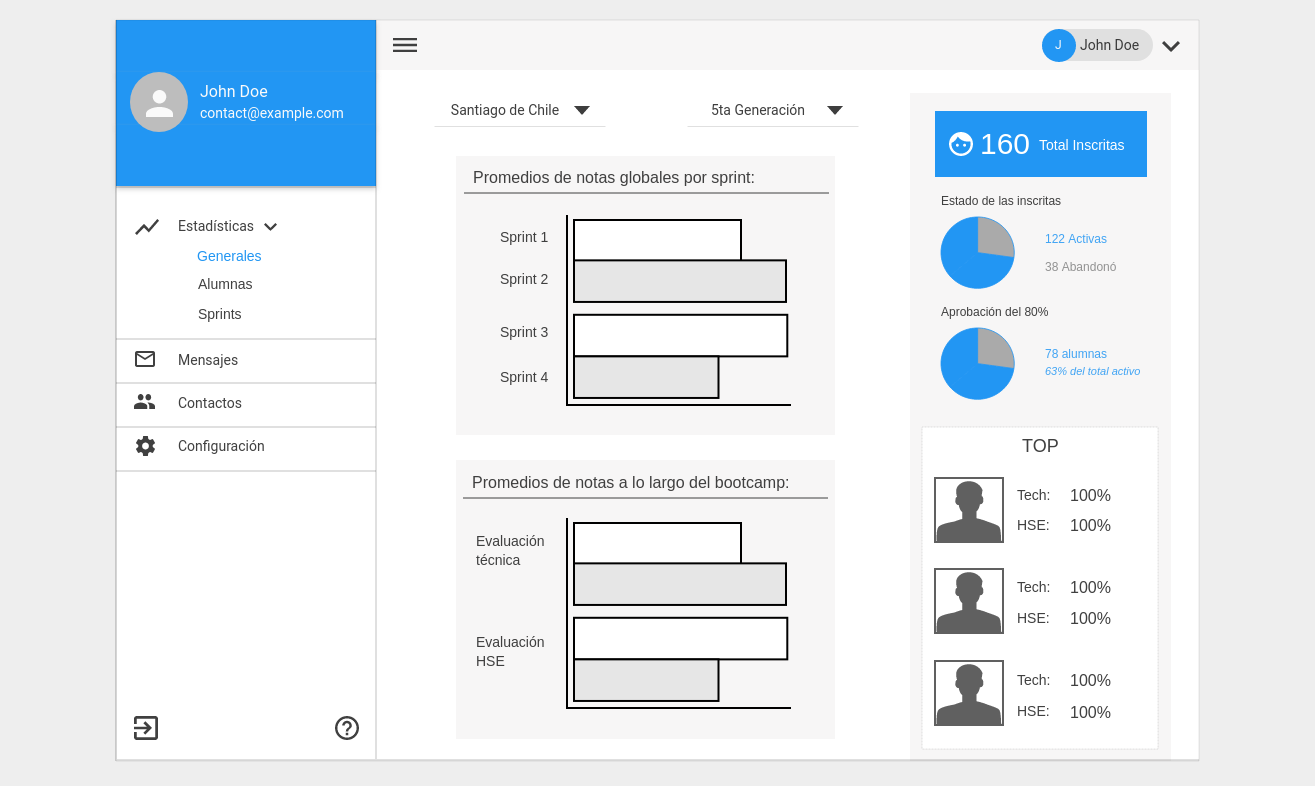 John Doe
contact@example.com
Estadísticas
Generales
Alumnas
Sprints
Mensajes
Contactos
Configuración
J
John Doe
Santiago de Chile
5ta Generación
Promedios de notas globales por sprint:
Sprint 1
Sprint 2
Sprint 3
Sprint 4
Promedios de notas a lo largo del bootcamp:
Evaluación
técnica
Evaluación
HSE
160 Total Inscritas
Estado de las inscritas
122 Activas
38 Abandonó
Aprobación del 80%
78 alumnas
63% del total activo
TOP
Tech: 100%
HSE: 100%
Tech: 100%
HSE: 100%
Tech: 100%
HSE: 100%